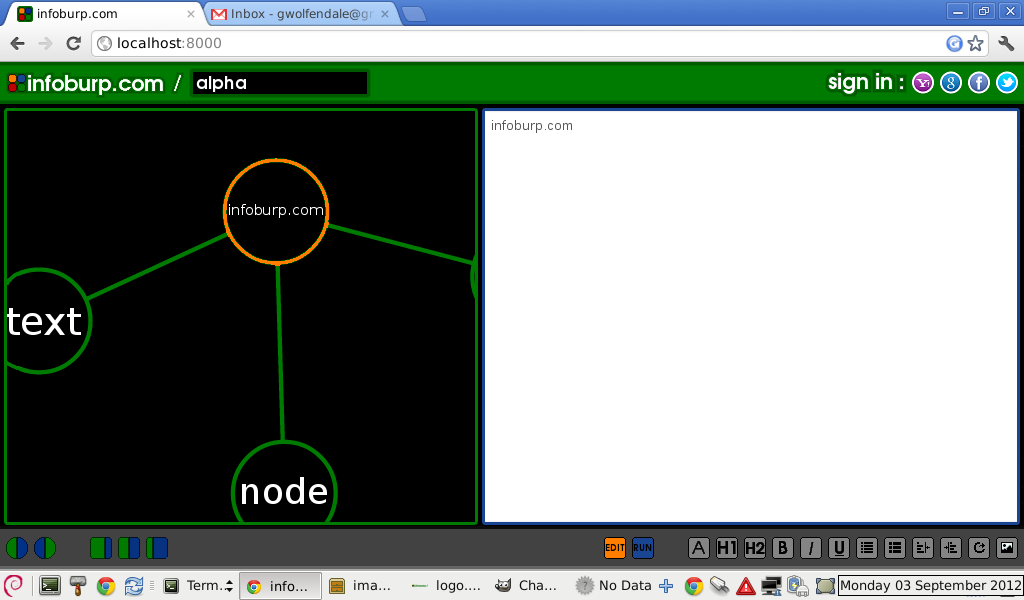 infoburp.com
Inbox - gwolfendale@gr
localhost:8000
infoburp.com / alpha
sign in :
infoburp.com
infoburp.com
text
node
EDIT RUN A H1 H2 B I U
Term... info... ima... logo.... Cha... No Data Monday 03 September 2012